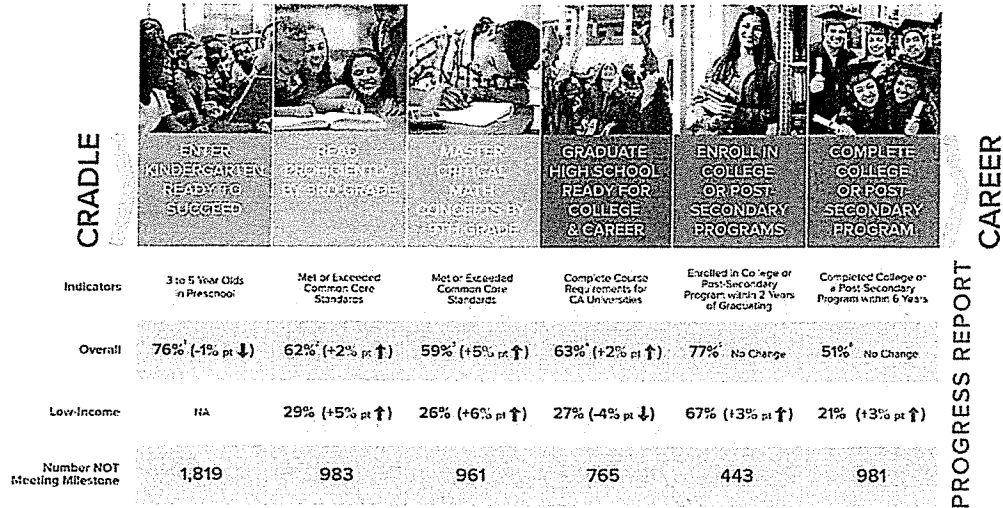 CRADLE
ENTER
KINDERGARTEN
READY TO
SUCCEED
READ
PROFICIENTLY
BY 3RD GRADE
MASTER
CRITICAL
MATH
CONCEPTS BY
GRADE
GRADUATE
HIGH SCHOOL
READY FOR
COLLEGE
& CAREER
ENROLL IN
COLLEGE
OR POST-
SECONDARY
PROGRAMS
COMPLETE
COLLEGE
OR POST
SECONDARY
PROGRAM
CAREER
Indicators
3 to 5 Year Olds
in Preschool
Met or Exceeded
Common Core
Standards
Met or Exceeded
Common Core
Standards
Complete Course
Requirements for
CA Universities
Enrolled in College or
Post-Secondary
Program within 2 Years
of Graduating
Completed College or
a Post Secondary
Program within 6 Years
Overall
76%¹ (-1% pt ↓)
62%² (+2% pt ↑)
59%³ (+5% pt ↑)
63%⁴ (+2% pt ↑)
77% No Change
51% No Change
Low-Income
NA
29% (+5% pt ↑)
26% (+6% pt ↑)
27% (-4% pt ↓)
67% (+3% pt ↑)
21% (+3% pt ↑)
Number NOT
Meeting Milestone
1,819
983
961
765
443
981
PROGRESS REPORT